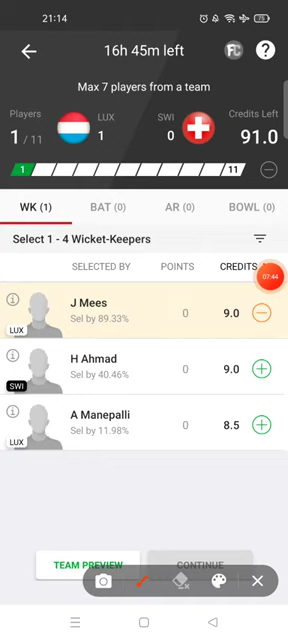 21:14
79
16h 45m left
FC
?
Max 7 players from a team
Players
LUX
SWI
Credits Left
1 / 11
1
0
91.0
1
11
WK (1)
BAT (0)
AR (0)
BOWL (0)
Select 1 - 4 Wicket-Keepers
SELECTED BY
POINTS
CREDITS
07:44
J Mees
Sel by 89.33%
0
9.0
LUX
H Ahmad
Sel by 40.46%
0
9.0
SWI
A Manepalli
Sel by 11.98%
0
8.5
LUX
TEAM PREVIEW
CONTINUE